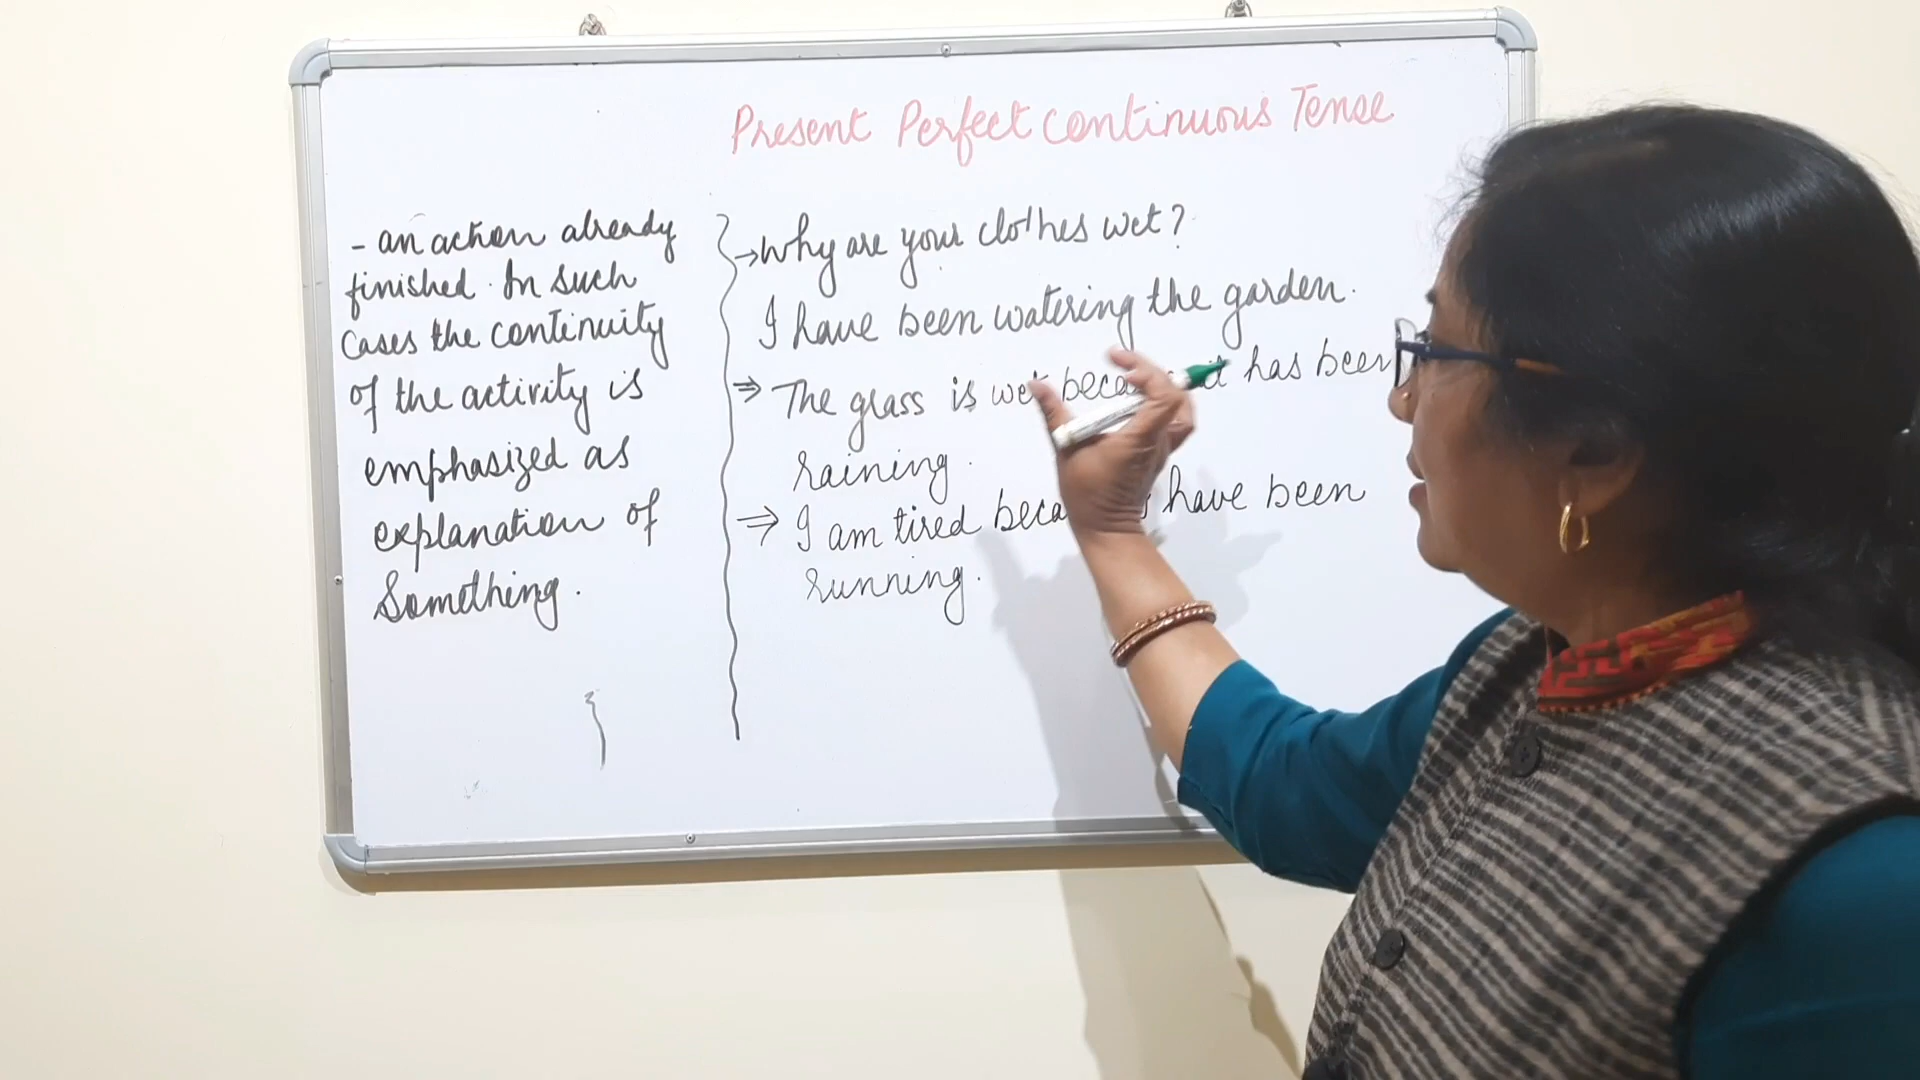 Present Perfect continuous Tense
- an action already
finished. In such
cases the continuity
of the activity is
emphasized as
explanation of
Something.
→ Why are your clothes wet?
I have been watering the garden.
⇒ The grass is wet it has been
raining.
⇒ I am tired have been
running.